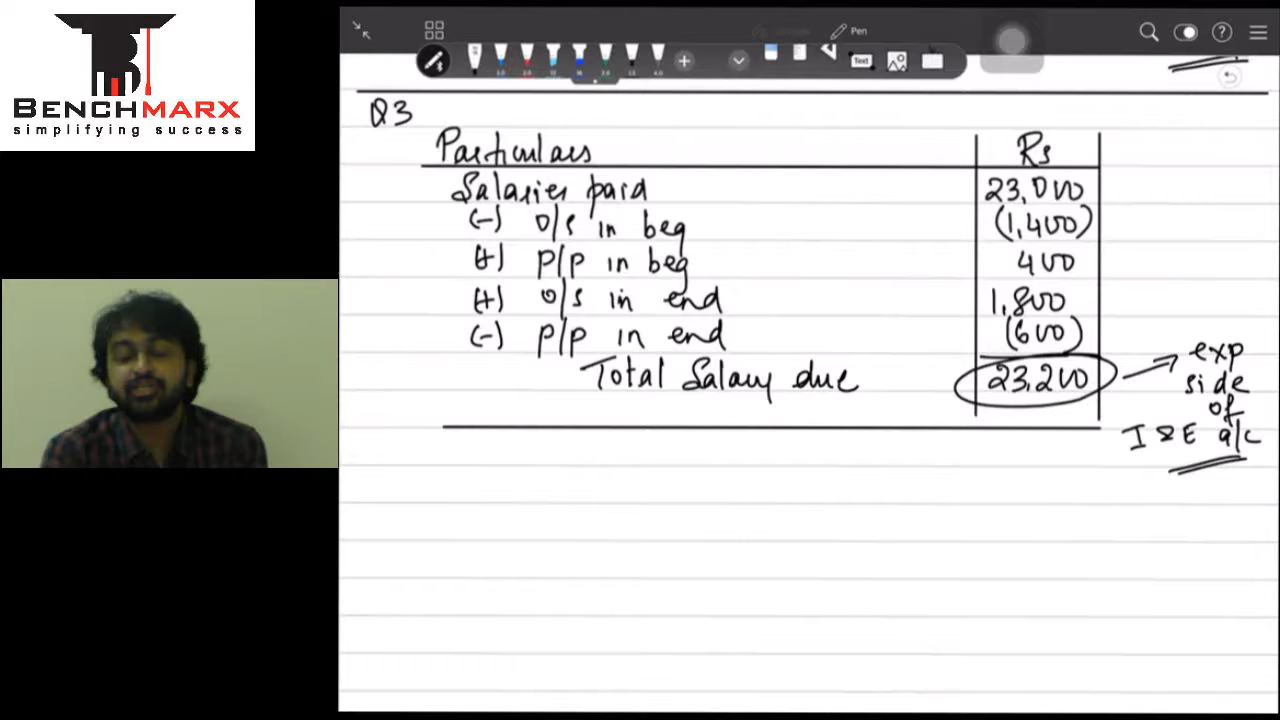 BENCHMARX
simplifying success
Pen
Text
Q3
Particulars Rs
Salaries paid 23,000
(-) o/s in beg (1,400)
(+) p/p in beg 400
(+) o/s in end 1,800
(-) p/p in end (600)
Total Salary due 23,200
exp
side
of
I & E a/c